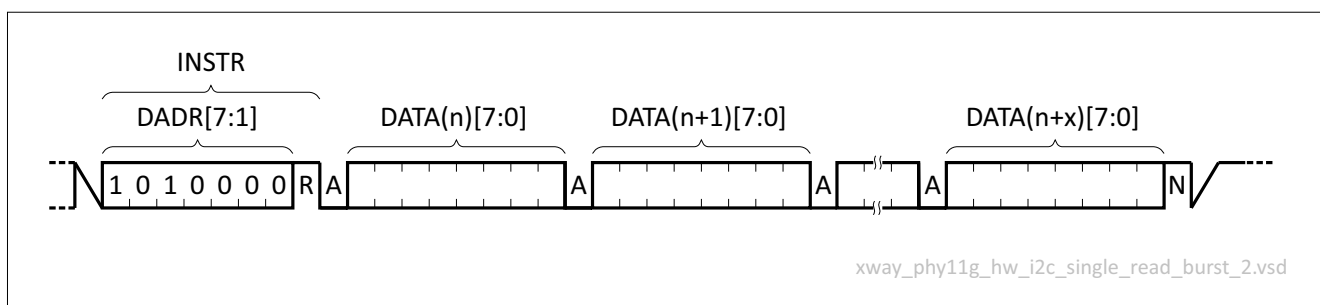 INSTR
DADR[7:1] DATA(n)[7:0] DATA(n+1)[7:0] DATA(n+x)[7:0]
1 0 1 0 0 0 0 R A A A A N
xway_phy11g_hw_i2c_single_read_burst_2.vsd